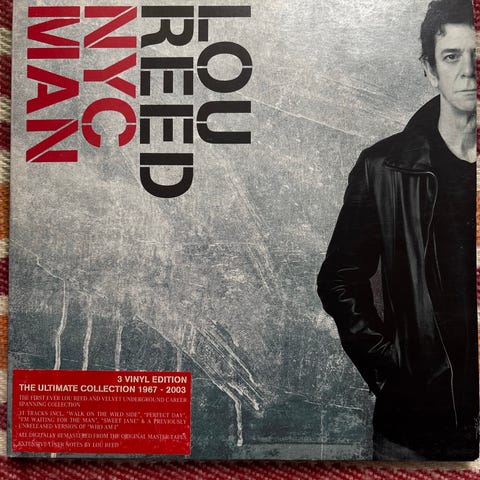 LOU
REED
NYC
MAN
3 VINYL EDITION
THE ULTIMATE COLLECTION 1967 - 2003
THE FIRST EVER LOU REED AND VELVET UNDERGROUND CAREER
SPANNING COLLECTION
31 TRACKS INCL. "WALK ON THE WILD SIDE", "PERFECT DAY",
"I'M WAITING FOR THE MAN", "SWEET JANE" & A PREVIOUSLY
UNRELEASED VERSION OF "WHO AM I"
ALL DIGITALLY REMASTERED FROM THE ORIGINAL MASTER TAPES
EXTENSIVE LINER NOTES BY LOU REED